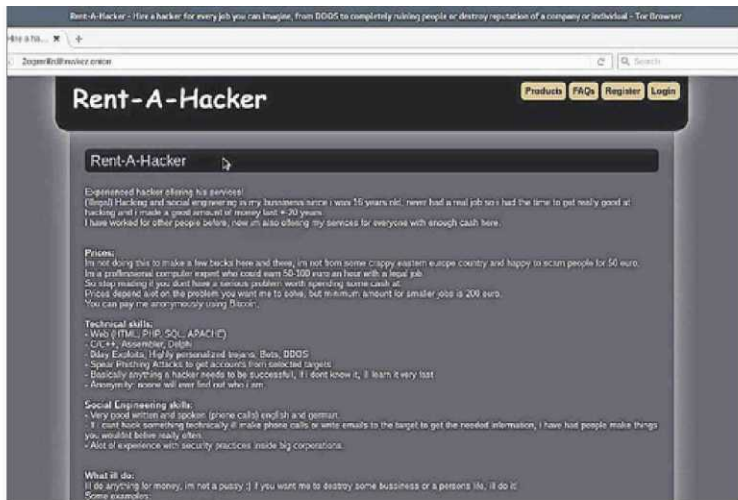 Rent-A-Hacker - Hire a hacker for every job you can imagine, from DDOS to completely ruining people or destroy reputation of a company or individual - Tor Browser
Hire a ha...
.onion
Search
Rent-A-Hacker
Products FAQs Register Login
Rent-A-Hacker
Experienced hacker offering his services!
(Illegal) Hacking and social engineering is my bussiness since i was 16 years old, never had a real job so i had the time to get really good at
hacking and i made a good amount of money last +-20 years.
I have worked for other people before, now im also offering my services for everyone with enough cash here.
Prices:
Im not doing this to make a few bucks here and there, im not from some crappy eastern europe country and happy to scam people for 50 euro.
Im a proffessional computer expert who could earn 50-100 euro an hour with a legal job.
So stop reading if you dont have a serious problem worth spending some cash at.
Prices depend alot on the problem you want me to solve, but minimum amount for smaller jobs is 200 euro.
You can pay me anonymously using Bitcoin.
Technical skills:
- Web (HTML, PHP, SQL, APACHE)
- C/C++, Assembler, Delphi
- 0day Exploits, Highly personalized trojans, Bots, DDOS
- Spear Phishing Attacks to get accounts from selected targets
- Basically anything a hacker needs to be successfull, if i dont know it, ill learn it very fast
- Anonymity: noone will ever find out who i am.
Social Engineering skills:
- Very good written and spoken (phone calls) english and german.
- If i cant hack something technically ill make phone calls or write emails to the target to get the needed information, i have had people make things
you wouldnt belive really often.
- Alot of experience with security practices inside big corporations.
What ill do:
Ill do anything for money, im not a pussy :) if you want me to destroy some bussiness or a persons life, ill do it!
Some examples: